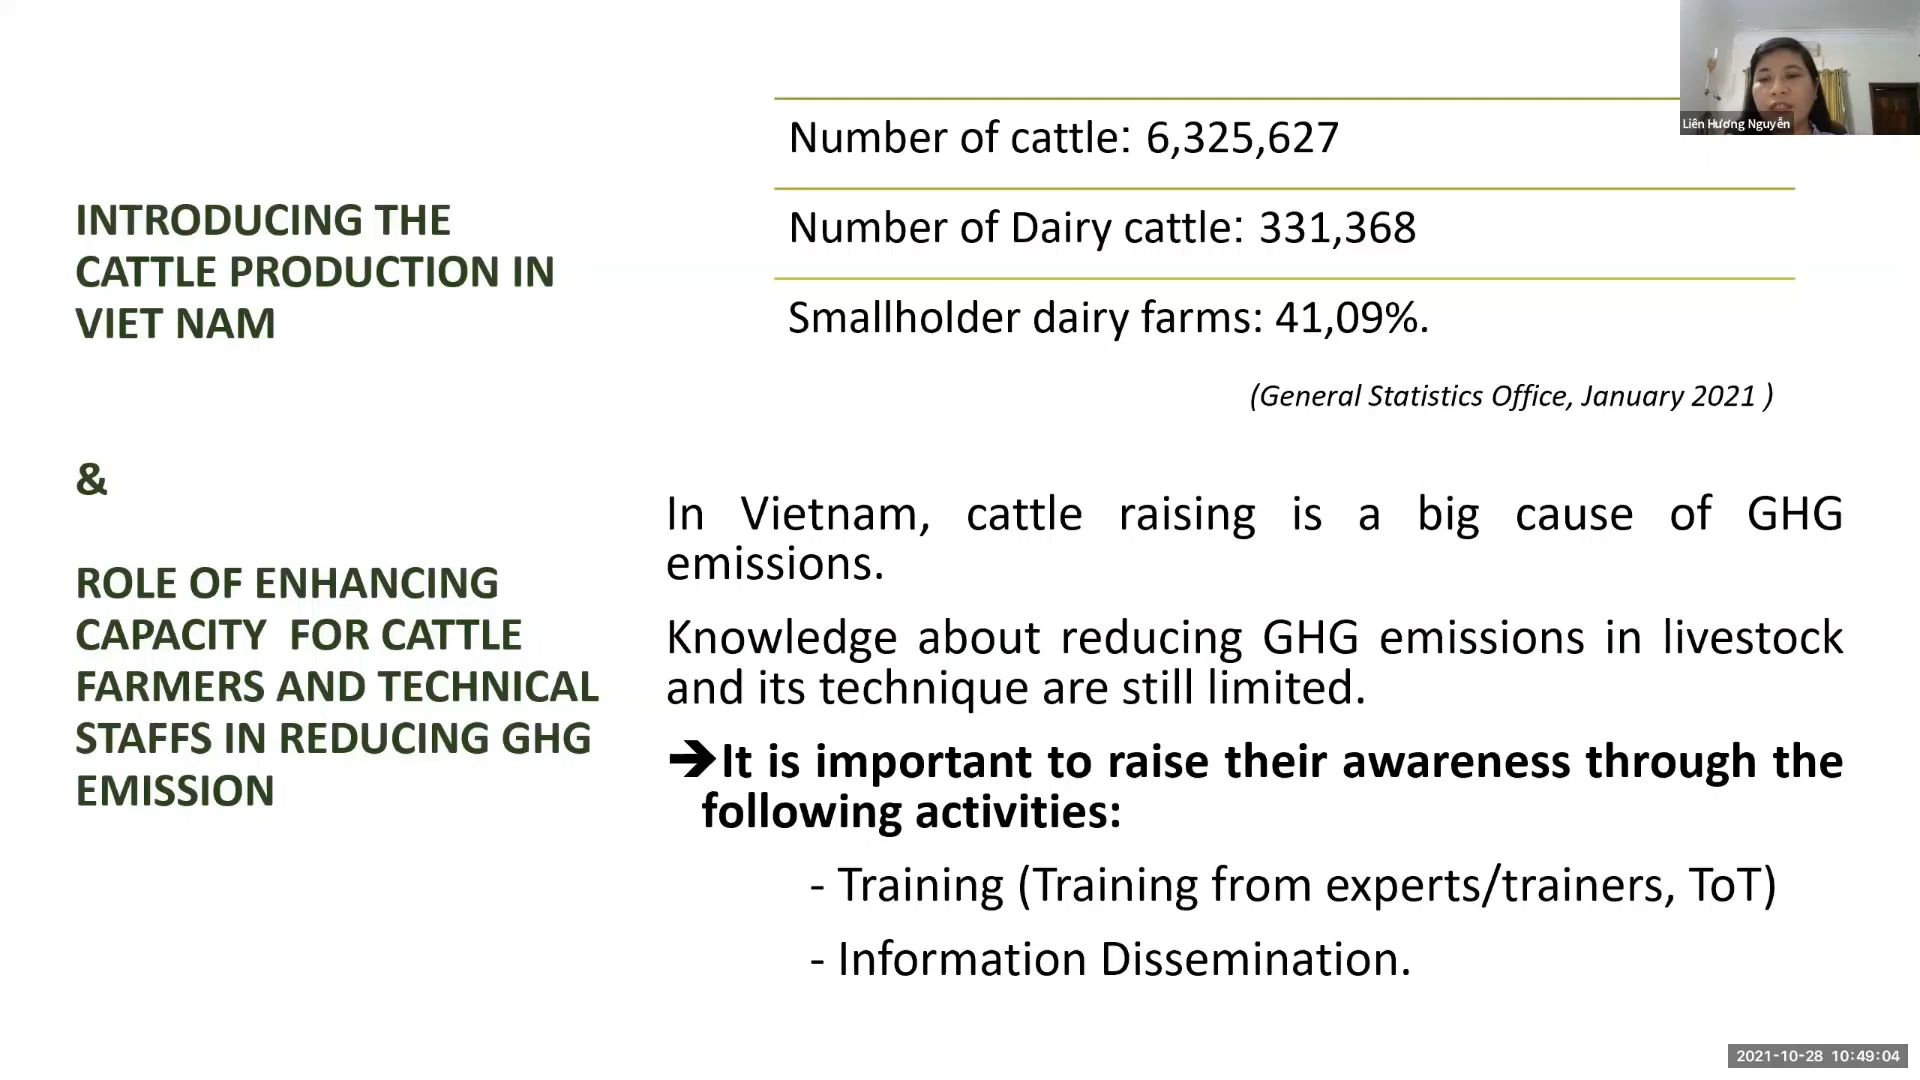 Liên Hương Nguyễn
INTRODUCING THE
CATTLE PRODUCTION IN
VIET NAM
&
ROLE OF ENHANCING
CAPACITY  FOR CATTLE
FARMERS AND TECHNICAL
STAFFS IN REDUCING GHG
EMISSION
Number of cattle: 6,325,627
Number of Dairy cattle: 331,368
Smallholder dairy farms: 41,09%.
(General Statistics Office, January 2021 )
In Vietnam, cattle raising is a big cause of GHG
emissions.
Knowledge about reducing GHG emissions in livestock
and its technique are still limited.
➔It is important to raise their awareness through the
following activities:
- Training (Training from experts/trainers, ToT)
- Information Dissemination.
2021-10-28 10:49:04